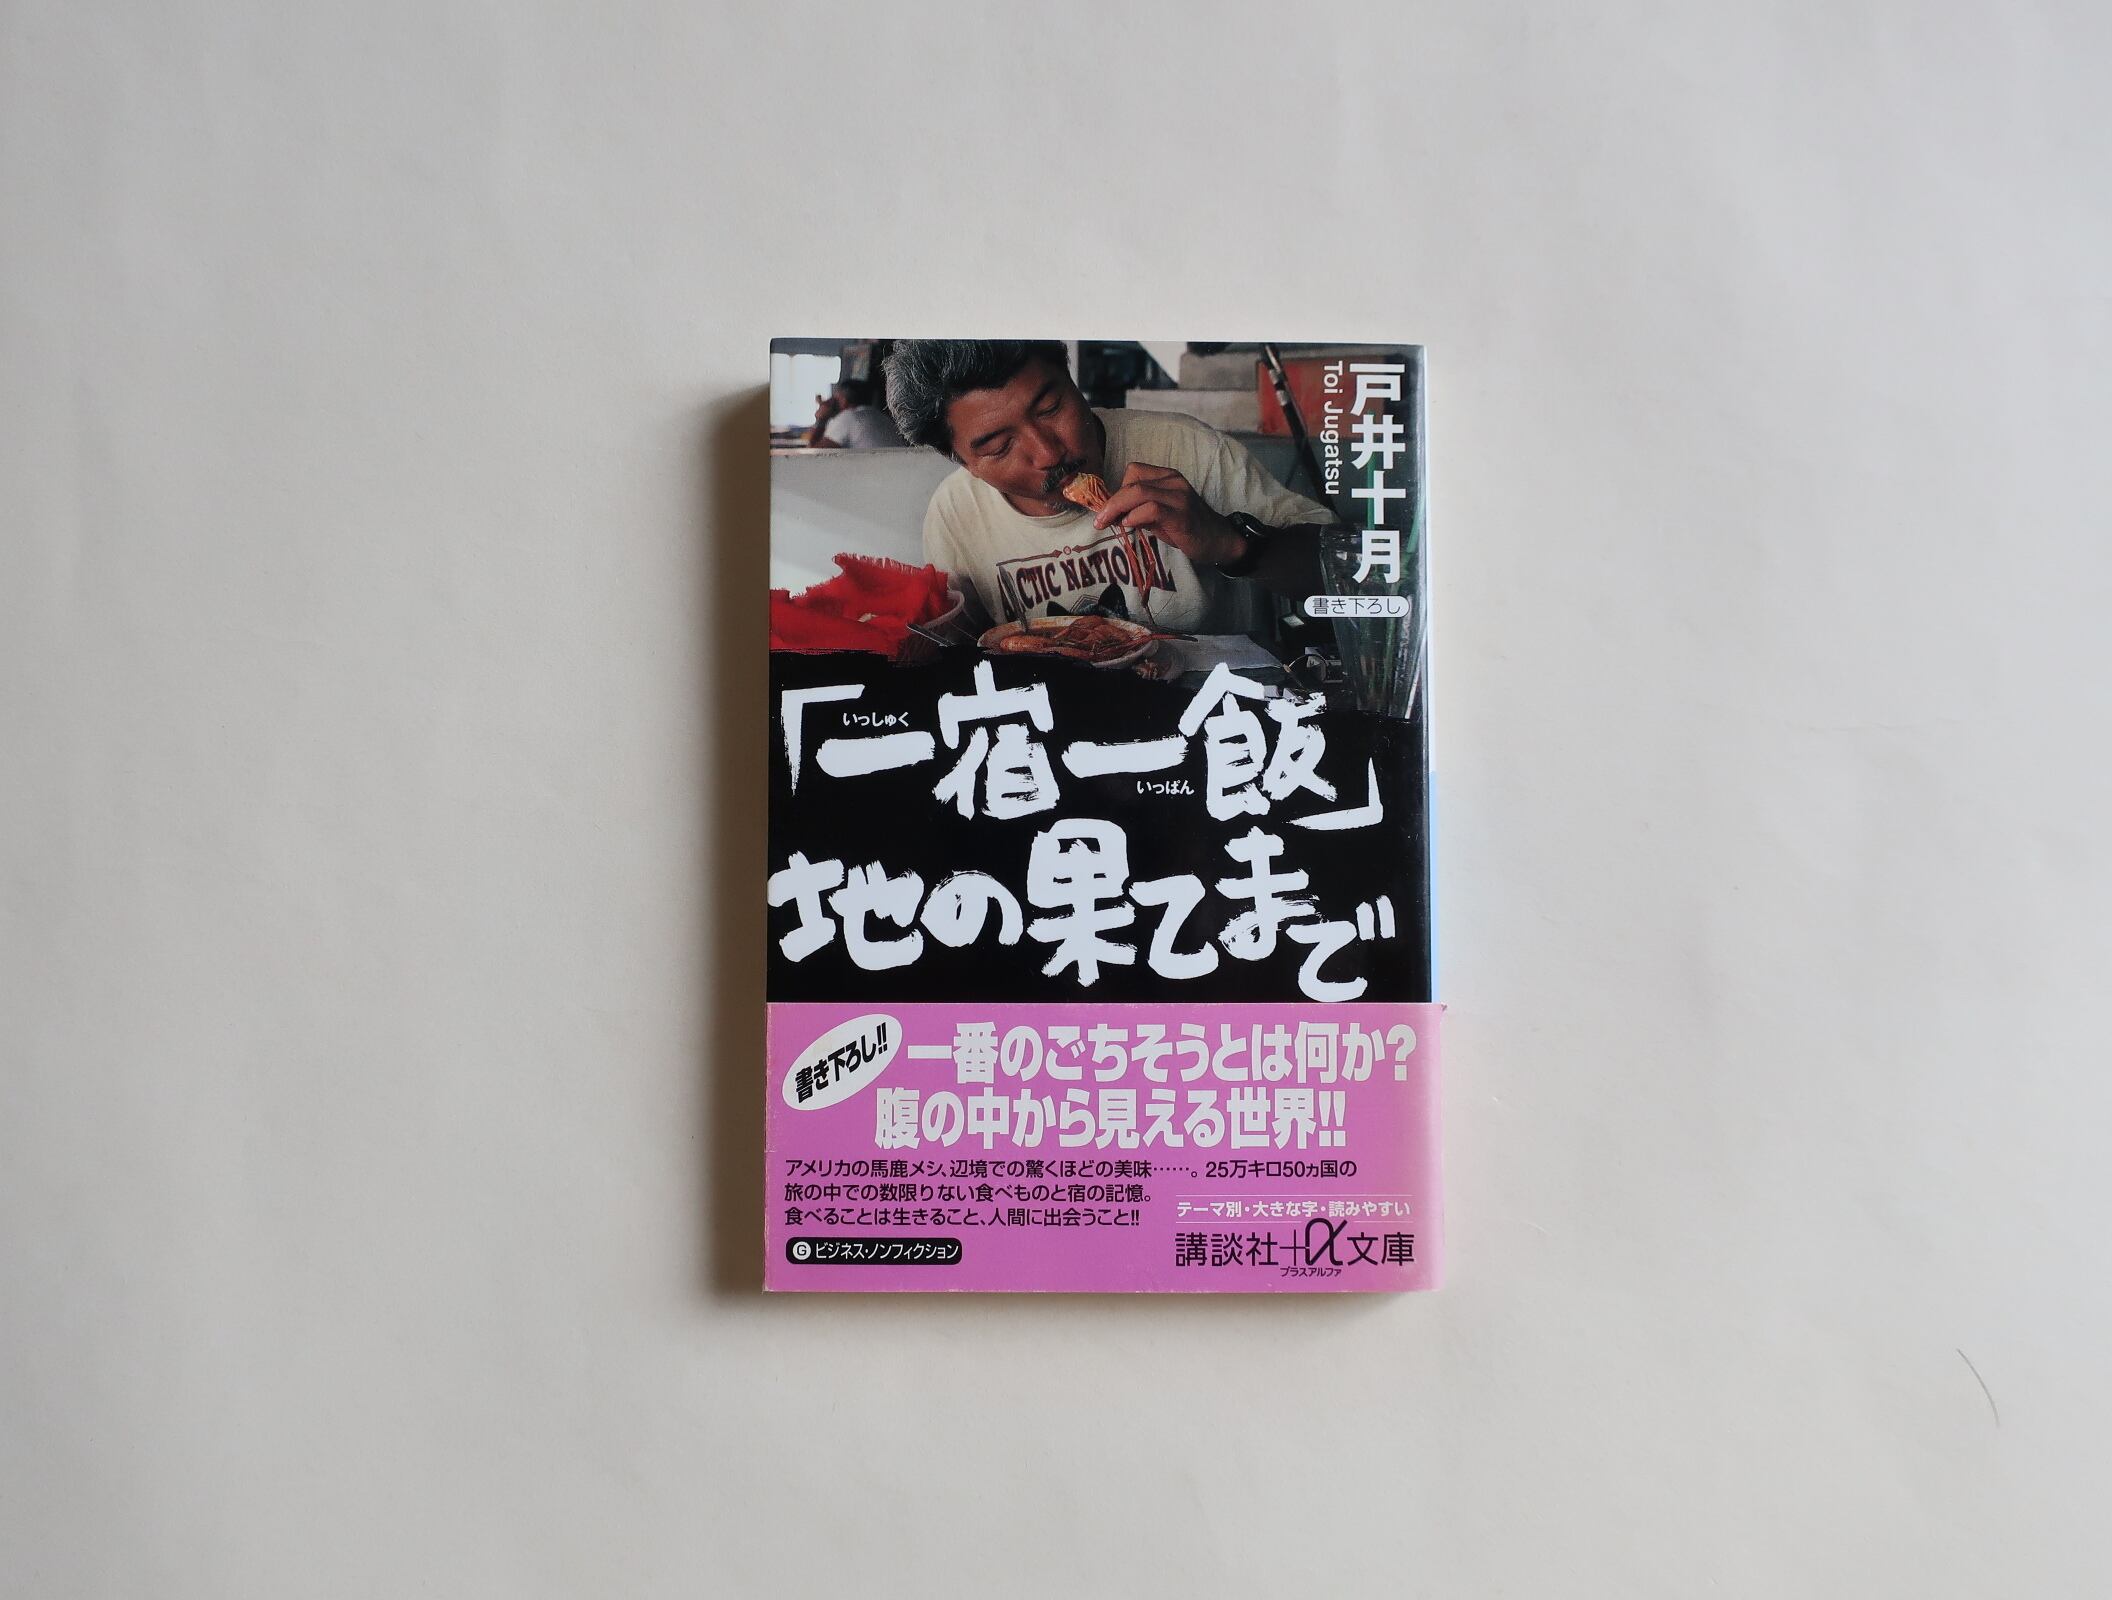 戸井十月
Toi Jugatsu
書き下ろし
ARCTIC NATIONAL
「一宿一飯」
いっしゅく
いっぱん
地の果てまで
書き下ろし!!
一番のごちそうとは何か?
腹の中から見える世界!!
アメリカの馬鹿メシ、辺境での驚くほどの美味……。25万キロ50ヵ国の
旅の中での数限りない食べものと宿の記憶。
食べることは生きること、人間に出会うこと!!
G ビジネス・ノンフィクション
テーマ別・大きな字・読みやすい
講談社+α文庫
プラスアルファ